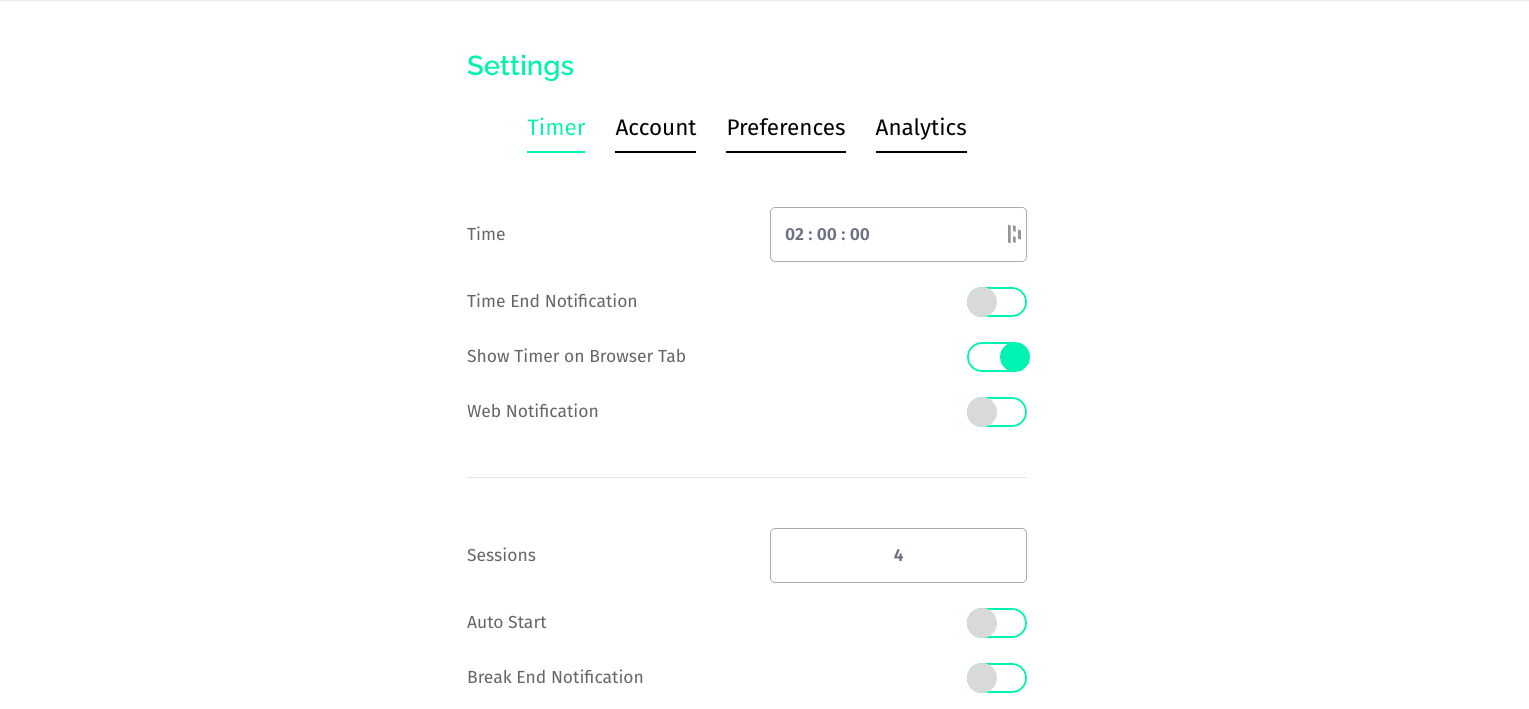 Settings
Timer Account Preferences Analytics
Time 02 : 00 : 00
Time End Notification
Show Timer on Browser Tab
Web Notification
Sessions 4
Auto Start
Break End Notification